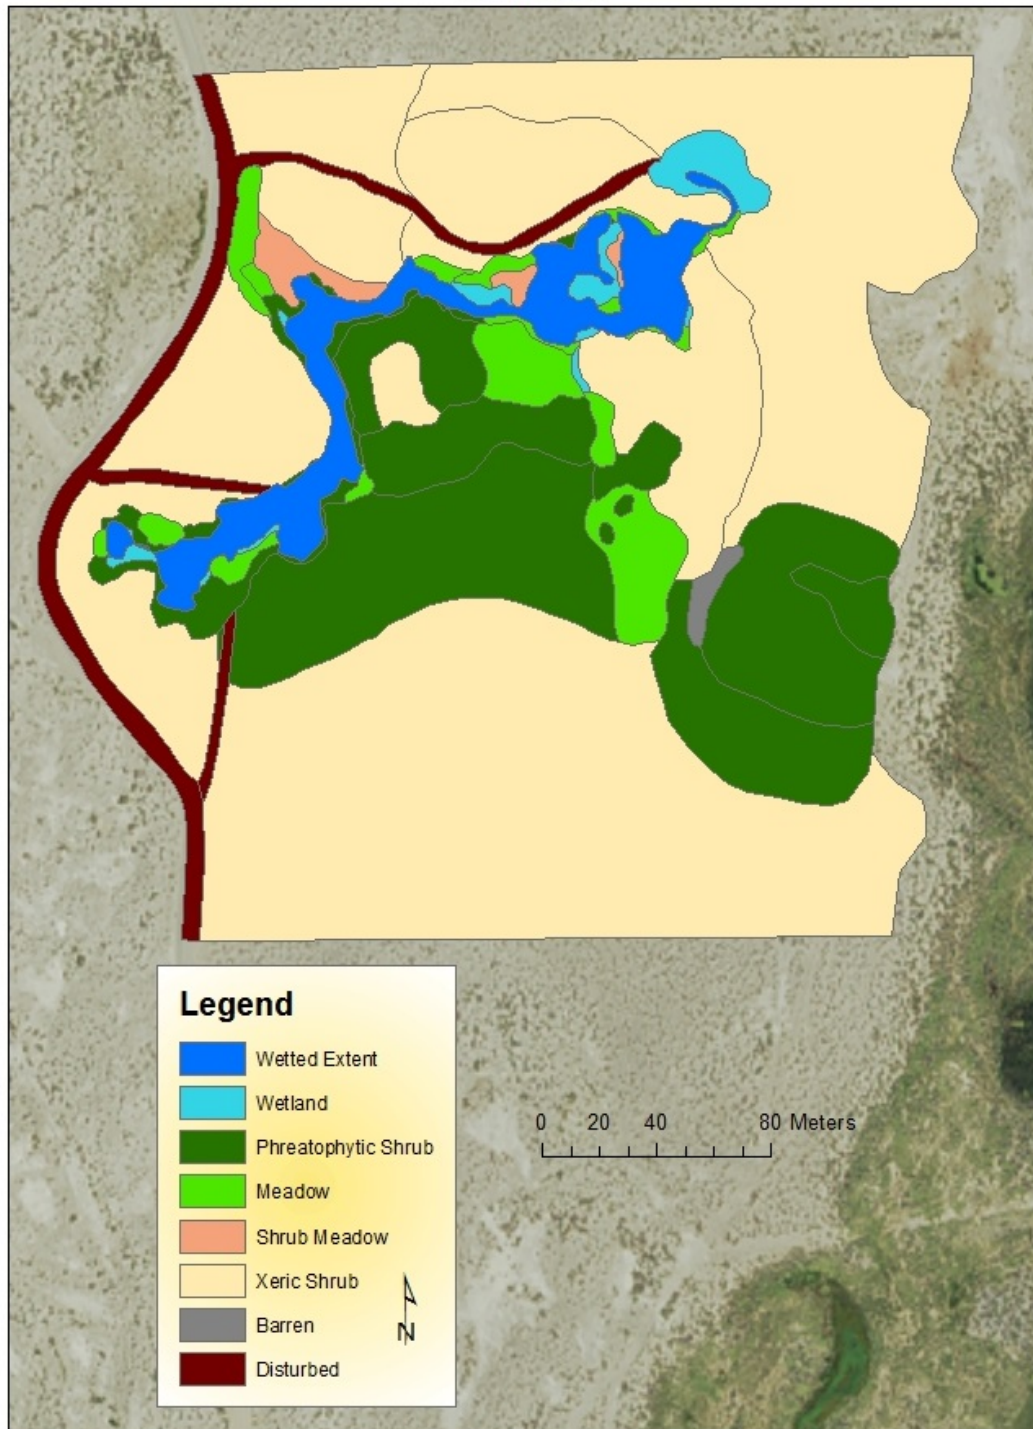 Legend
Wetted Extent
Wetland
Phreatophytic Shrub
Meadow
Shrub Meadow
Xeric Shrub
Barren
Disturbed
N
0 20 40 80 Meters